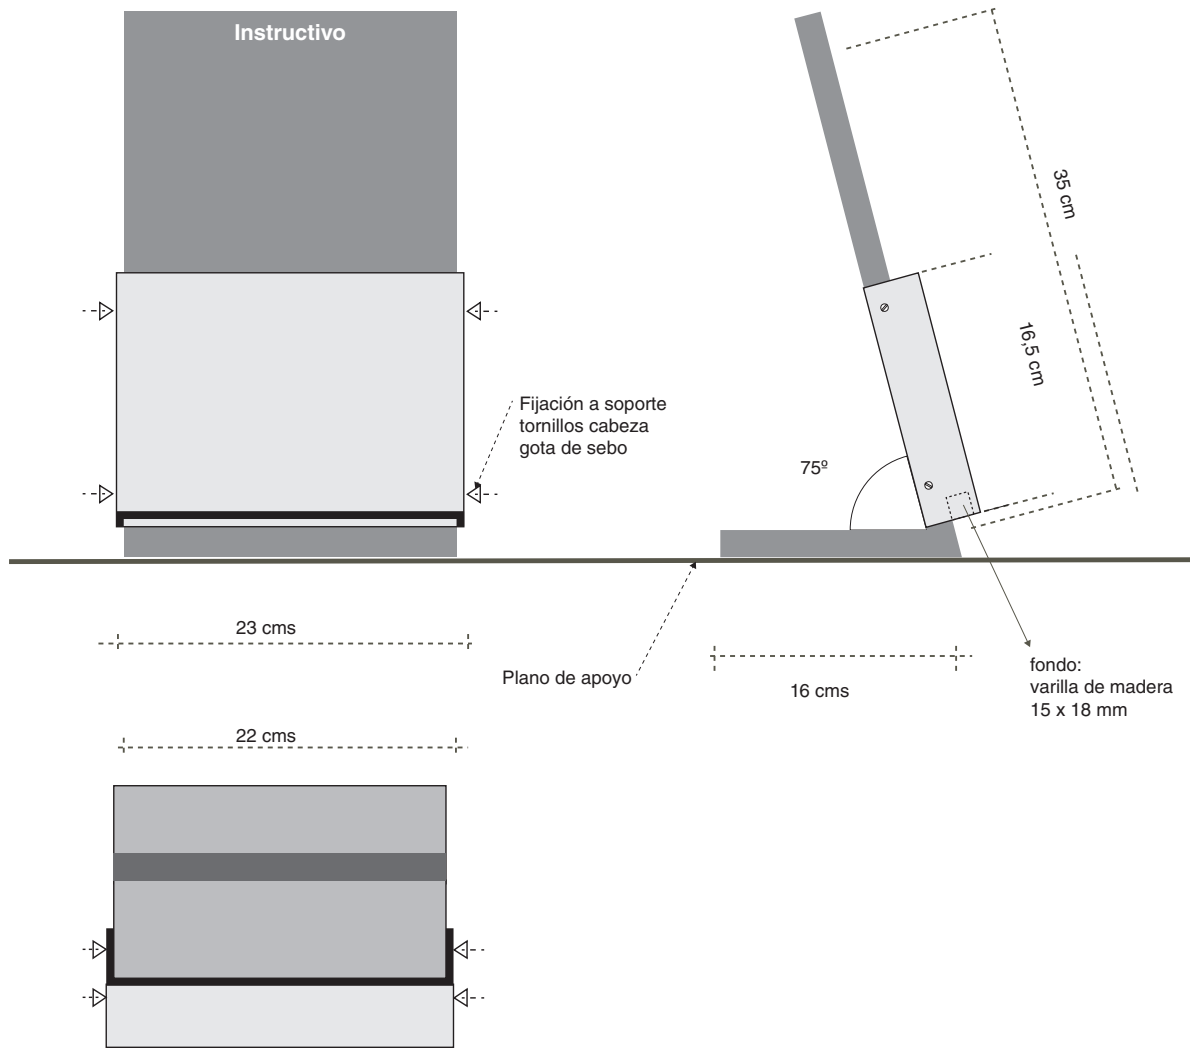 Instructivo
35 cm
16,5 cm
Fijación a soporte
tornillos cabeza
gota de sebo
75º
23 cms
Plano de apoyo
16 cms
fondo:
varilla de madera
15 x 18 mm
22 cms